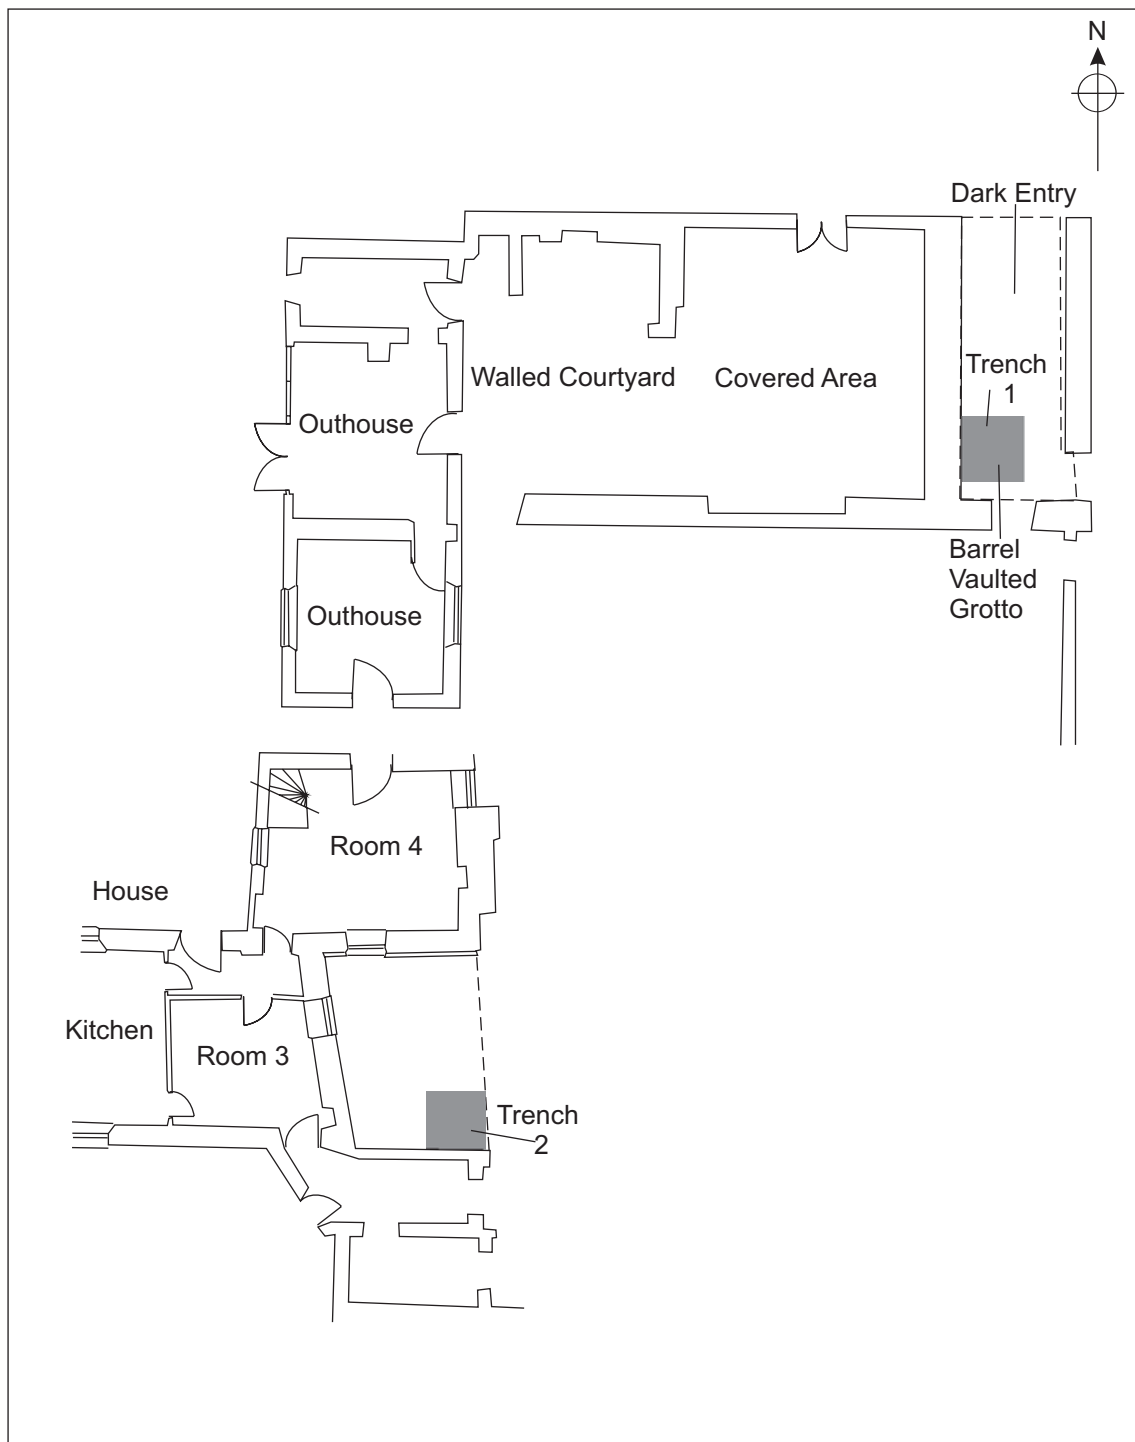 N
Dark Entry
Trench
1
Walled Courtyard
Covered Area
Outhouse
Barrel
Vaulted
Grotto
Outhouse
Room 4
House
Kitchen
Room 3
Trench
2